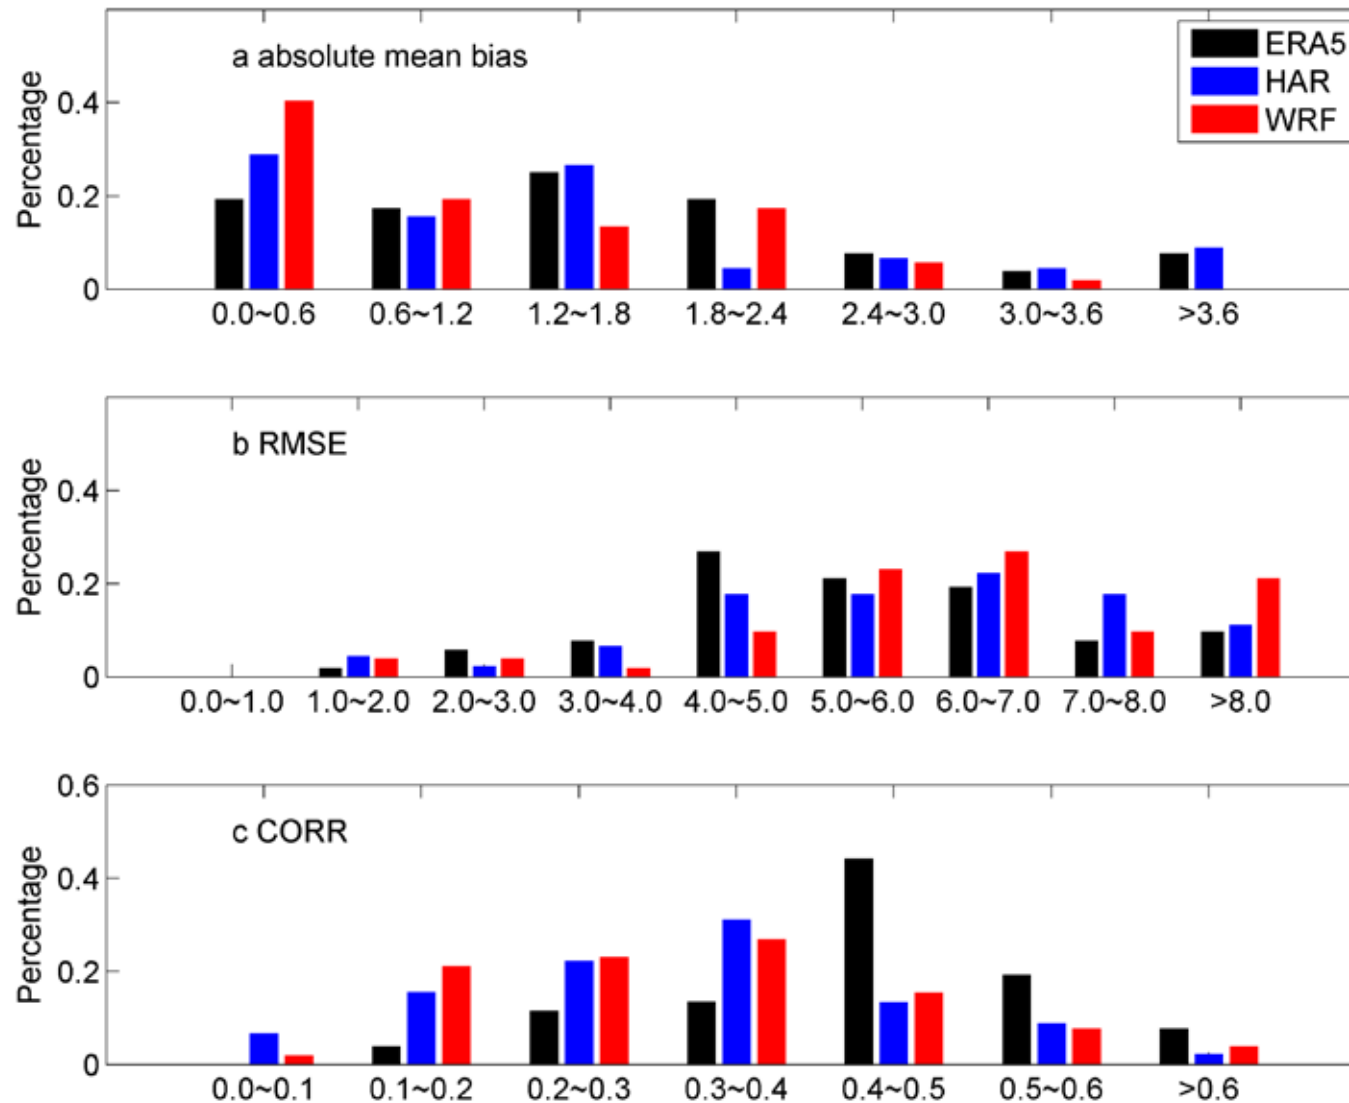 a absolute mean bias
ERA5
HAR
WRF
Percentage
0.4
0.2
0
0.0~0.6 0.6~1.2 1.2~1.8 1.8~2.4 2.4~3.0 3.0~3.6 >3.6
b RMSE
Percentage
0.4
0.2
0
0.0~1.0 1.0~2.0 2.0~3.0 3.0~4.0 4.0~5.0 5.0~6.0 6.0~7.0 7.0~8.0 >8.0
c CORR
Percentage
0.6
0.4
0.2
0
0.0~0.1 0.1~0.2 0.2~0.3 0.3~0.4 0.4~0.5 0.5~0.6 >0.6